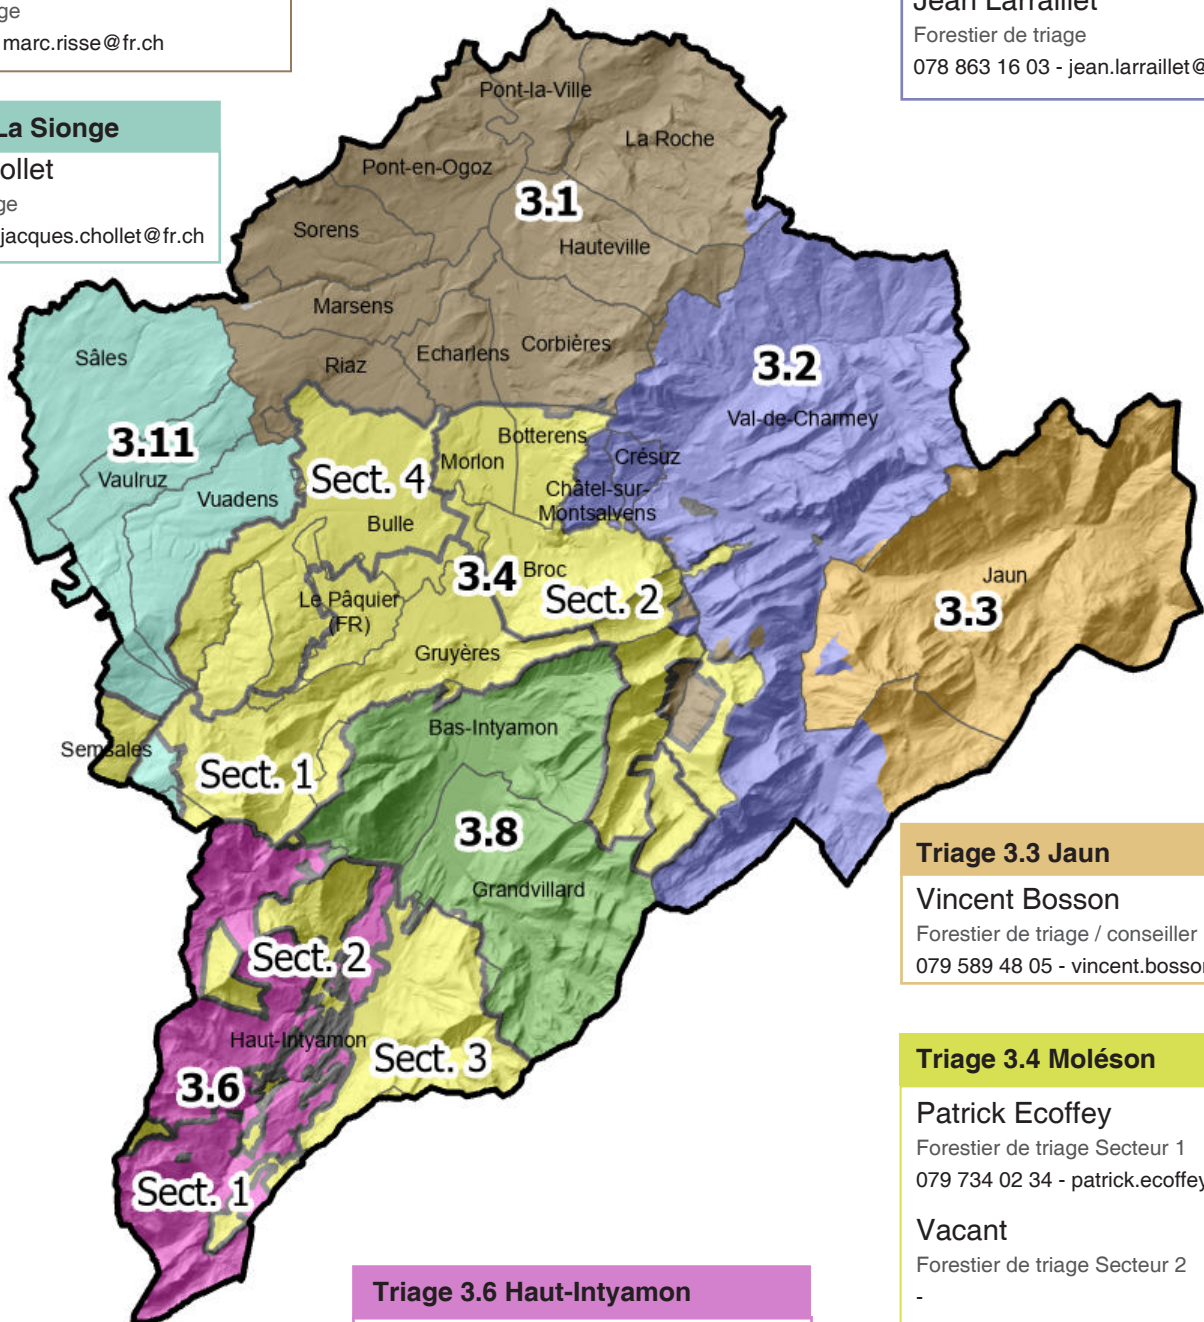 ge
marc.risse@fr.ch
Jean Larraillet
Forestier de triage
078 863 16 03 - jean.larraillet@
La Sionge
ollet
ge
jacques.chollet@fr.ch
Pont-la-Ville
La Roche
Pont-en-Ogoz
3.1
Sorens
Hauteville
Marsens
Corbières
Echarlens
Riaz
Sâles
3.2
Val-de-Charmey
3.11
Botterens
Crésuz
Morlon
Sect. 4
Vaulruz
Vuadens
Châtel-sur-
Montsalvens
Bulle
3.4
Broc
Sect. 2
Jaun
3.3
Le Pâquier
(FR)
Gruyères
Bas-Intyamon
Semsales
Sect. 1
3.8
Grandvillard
Sect. 2
Haut-Intyamon
Sect. 3
3.6
Sect. 1
Triage 3.3 Jaun
Vincent Bosson
Forestier de triage / conseiller
079 589 48 05 - vincent.bosson
Triage 3.4 Moléson
Patrick Ecoffey
Forestier de triage Secteur 1
079 734 02 34 - patrick.ecoffey
Vacant
Forestier de triage Secteur 2
-
Triage 3.6 Haut-Intyamon